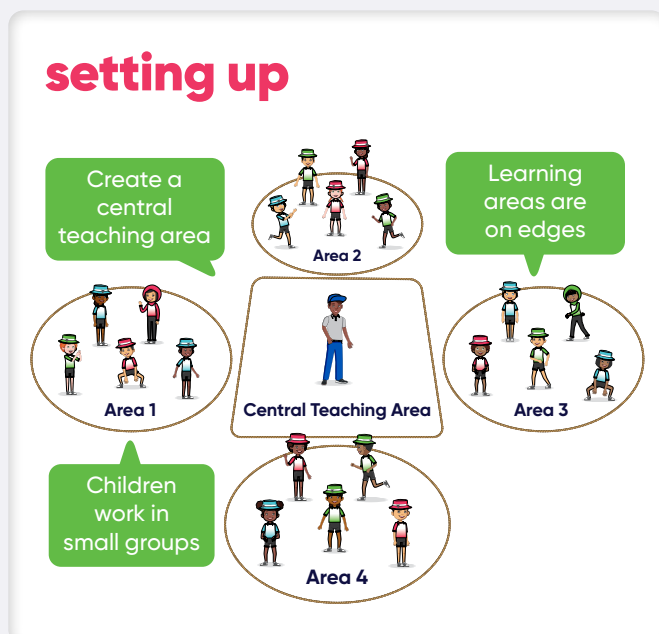 setting up
Create a
central
teaching area
Learning
areas are
on edges
Area 2
Area 1
Central Teaching Area
Area 3
Children
work in
small groups
Area 4